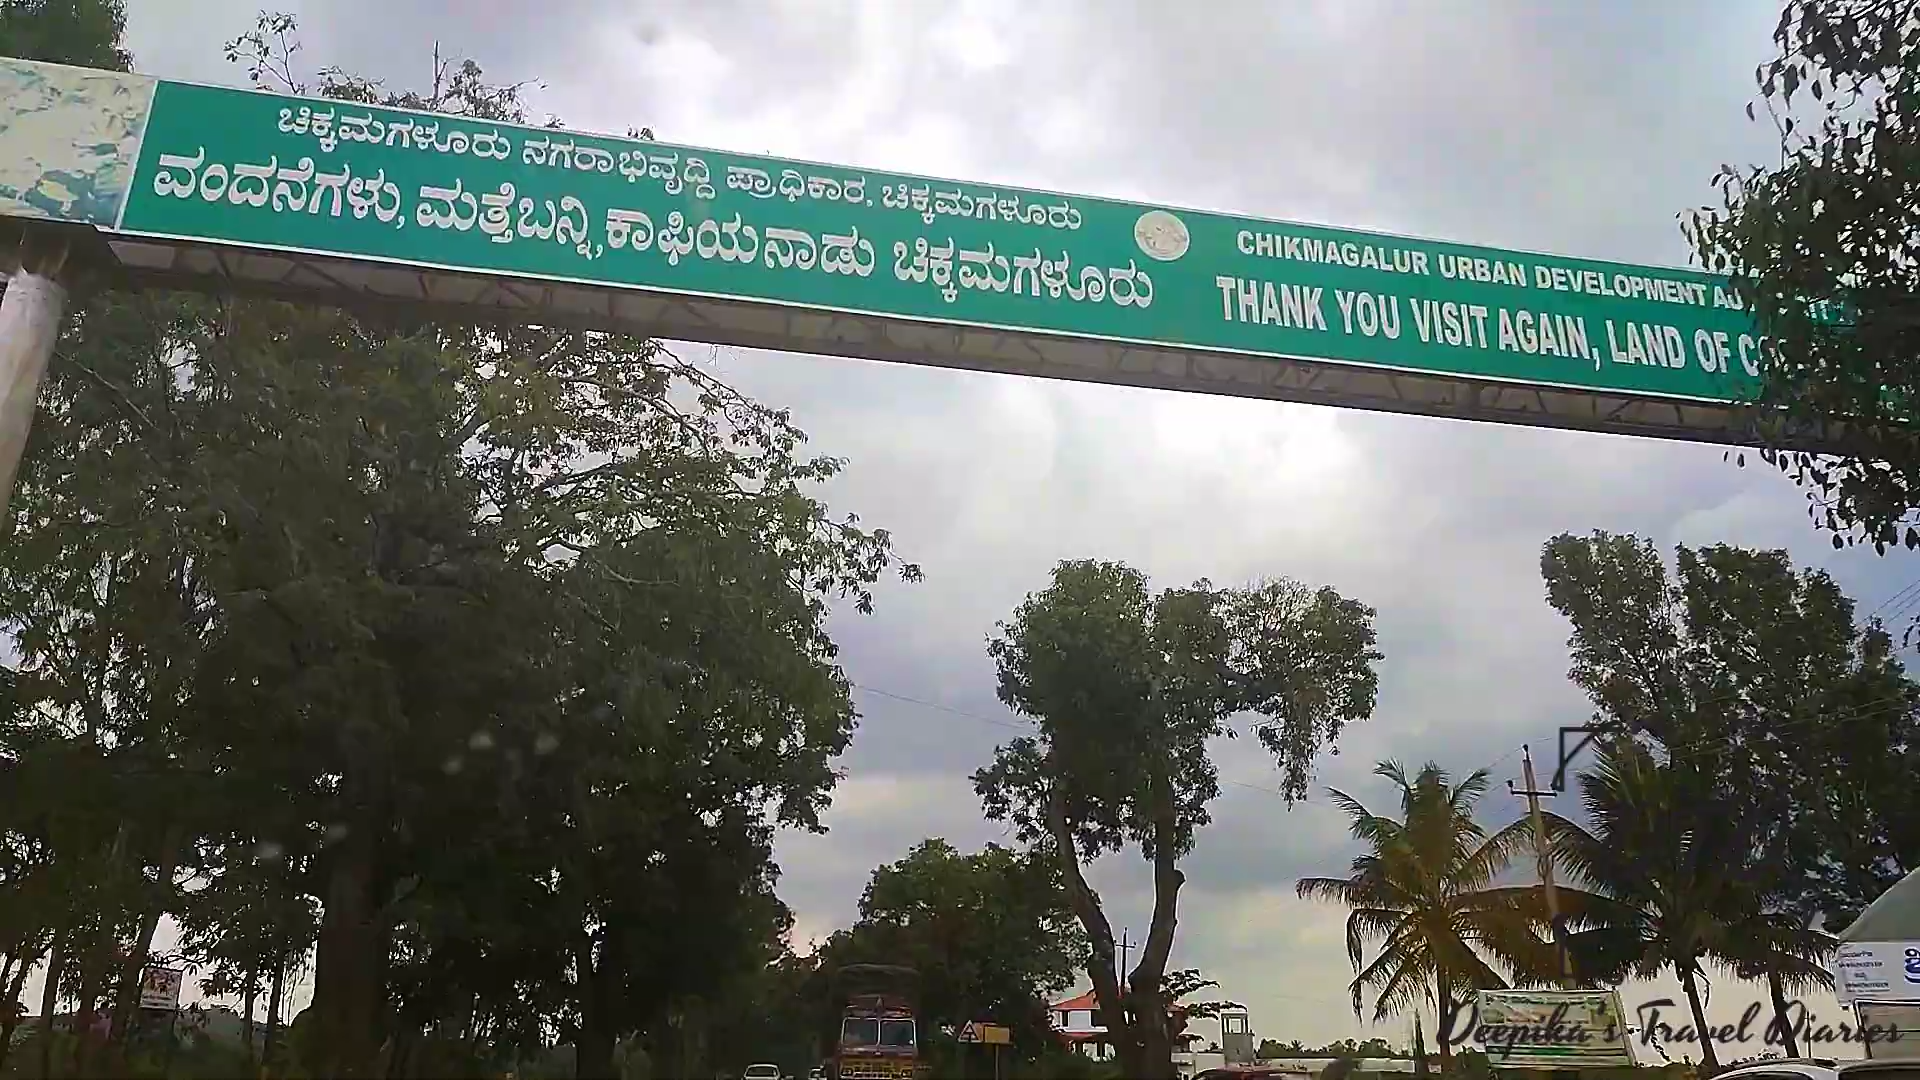 ಚಿಕ್ಕಮಗಳೂರು ನಗರಾಭಿವೃದ್ಧಿ ಪ್ರಾಧಿಕಾರ, ಚಿಕ್ಕಮಗಳೂರು
ವಂದನೆಗಳು, ಮತ್ತೆಬನ್ನಿ, ಕಾಫಿಯನಾಡು ಚಿಕ್ಕಮಗಳೂರು
CHIKMAGALUR URBAN DEVELOPMENT
THANK YOU VISIT AGAIN, LAND OF
Deepika's Travel Diaries